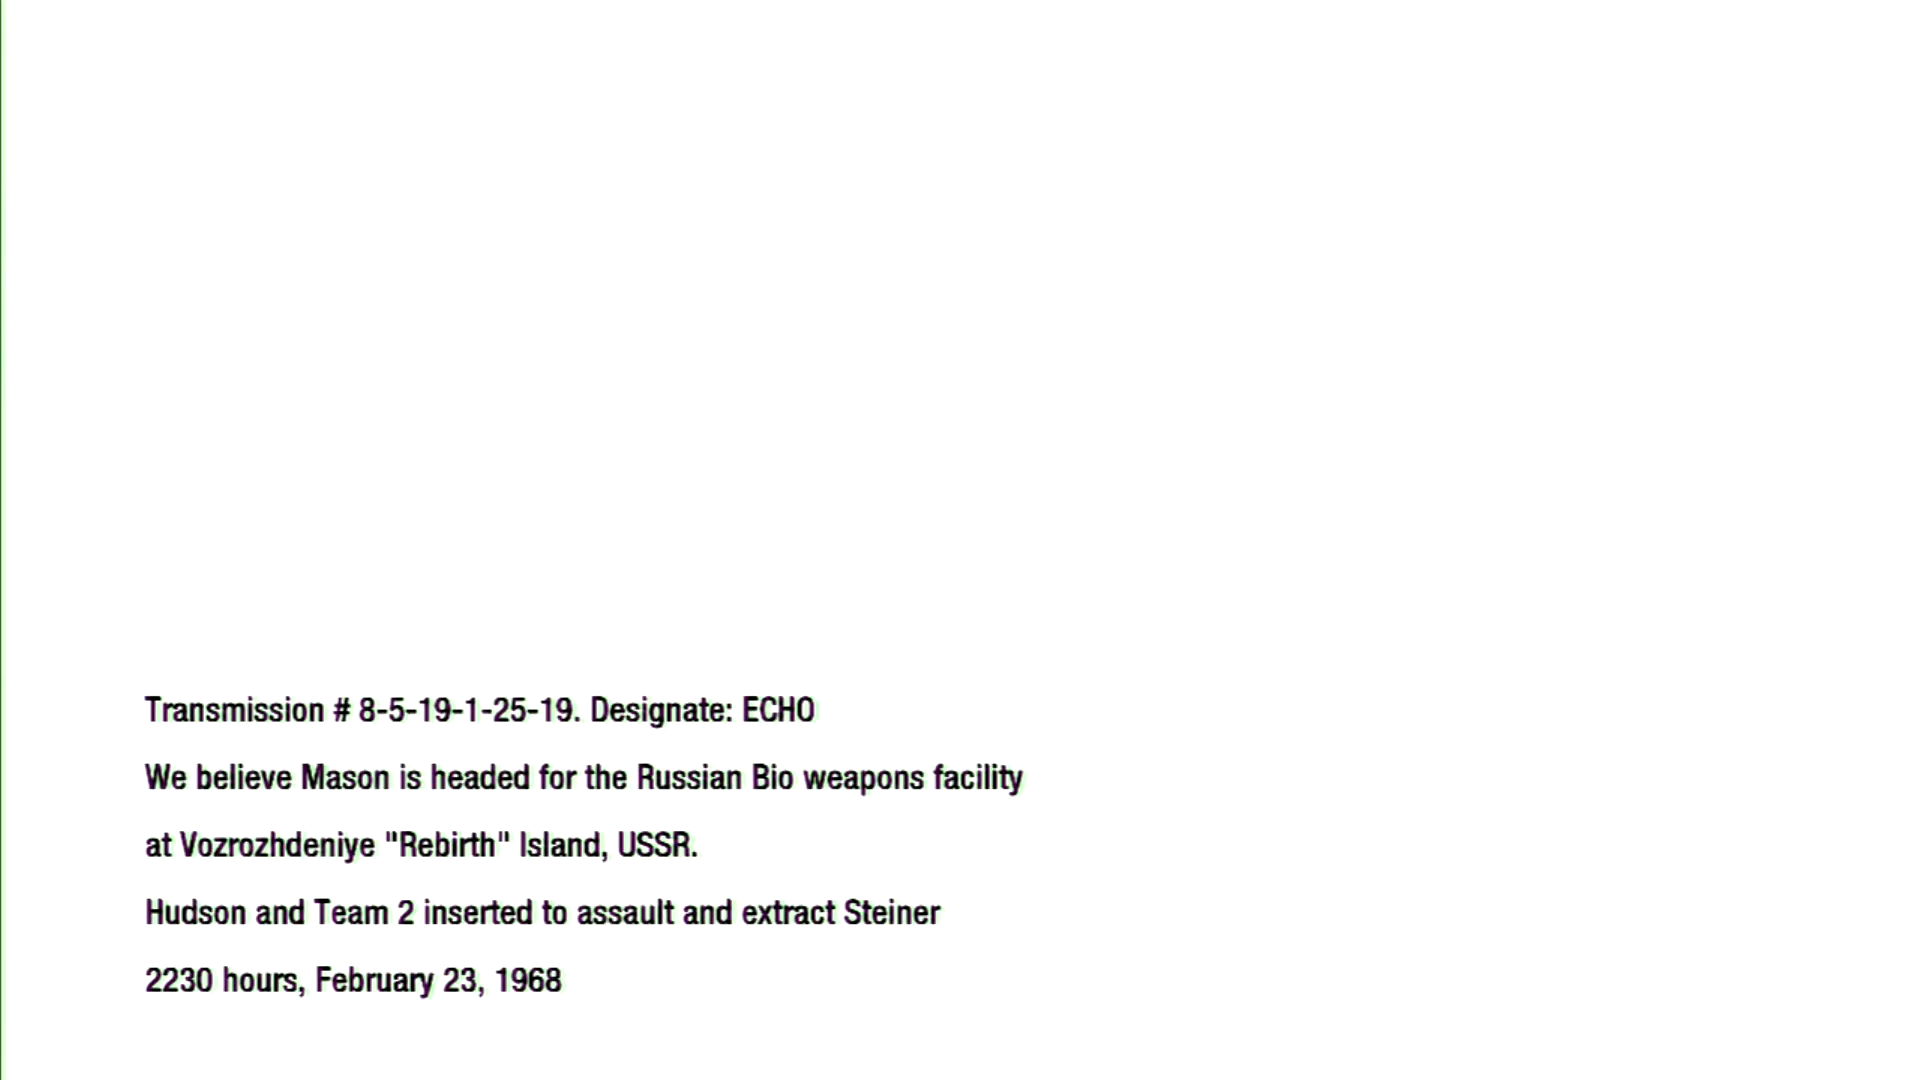 Transmission # 8-5-19-1-25-19. Designate: ECHO
We believe Mason is headed for the Russian Bio weapons facility
at Vozrozhdeniye "Rebirth" Island, USSR.
Hudson and Team 2 inserted to assault and extract Steiner
2230 hours, February 23, 1968